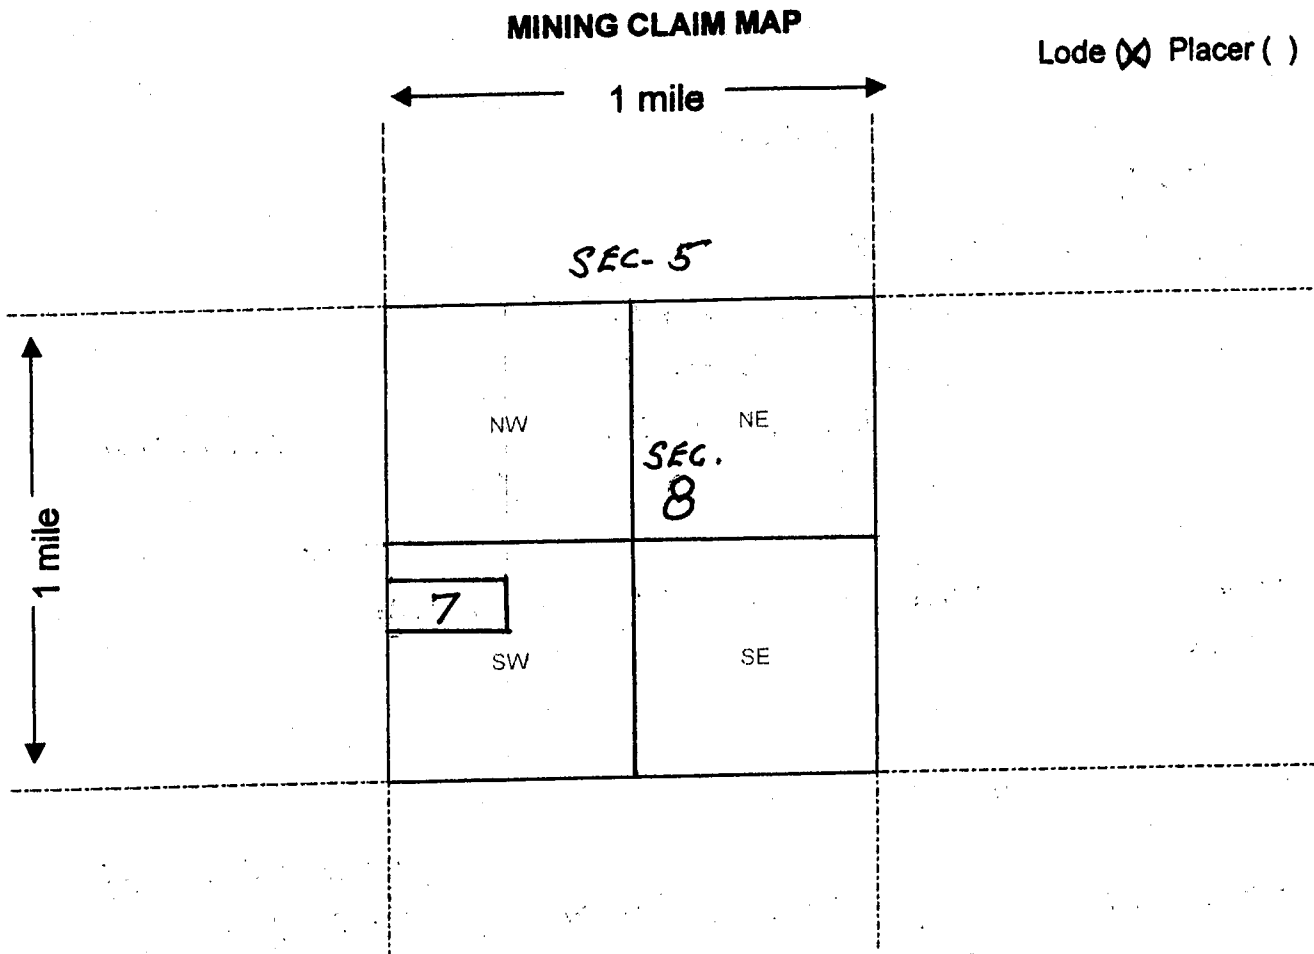 MINING CLAIM MAP
Lode (X) Placer ( )
1 mile
SEC- 5
NW
NE
SEC.
8
1 mile
7
SW
SE